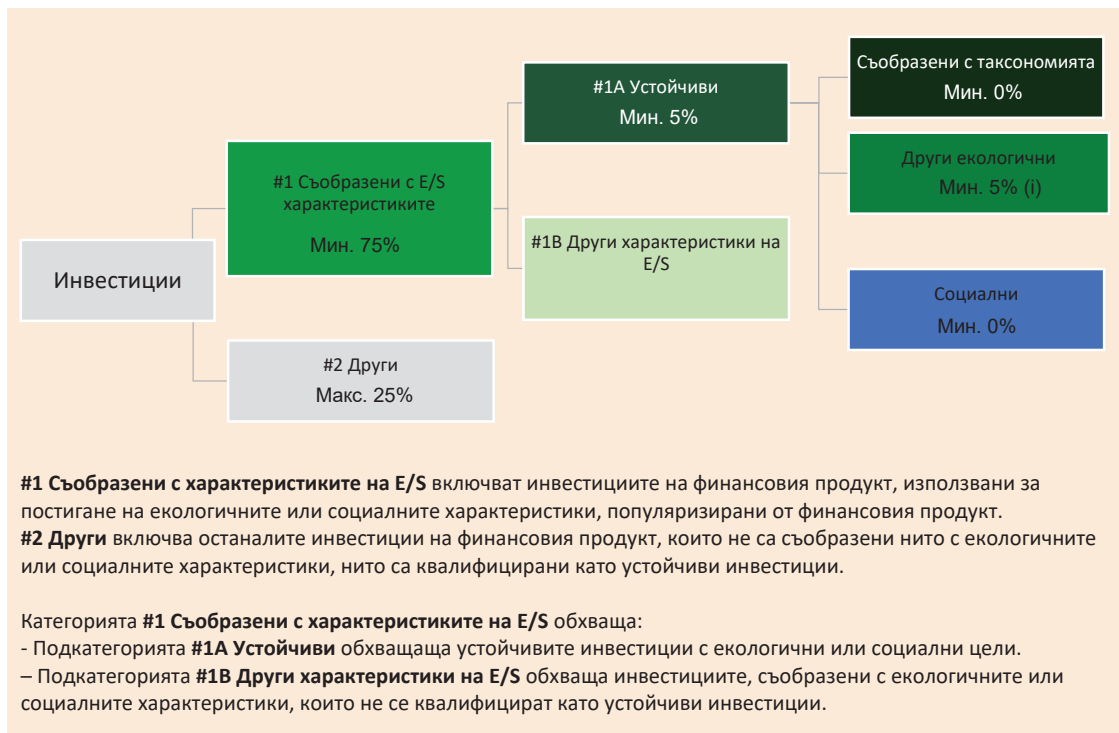 Инвестиции
#1 Съобразени с E/S
характеристиките
Мин. 75%
#2 Други
Макс. 25%
#1A Устойчиви
Мин. 5%
#1B Други характеристики на
E/S
Съобразени с таксономията
Мин. 0%
Други екологични
Мин. 5% (i)
Социални
Мин. 0%
#1 Съобразени с характеристиките на E/S включват инвестициите на финансовия продукт, използвани за
постигане на екологичните или социалните характеристики, популяризирани от финансовия продукт.
#2 Други включва останалите инвестиции на финансовия продукт, които не са съобразени нито с екологичните
или социалните характеристики, нито са квалифицирани като устойчиви инвестиции.
Категорията #1 Съобразени с характеристиките на E/S обхваща:
- Подкатегорията #1A Устойчиви обхващаща устойчивите инвестиции с екологични или социални цели.
– Подкатегорията #1B Други характеристики на E/S обхваща инвестициите, съобразени с екологичните или
социалните характеристики, които не се квалифицират като устойчиви инвестиции.